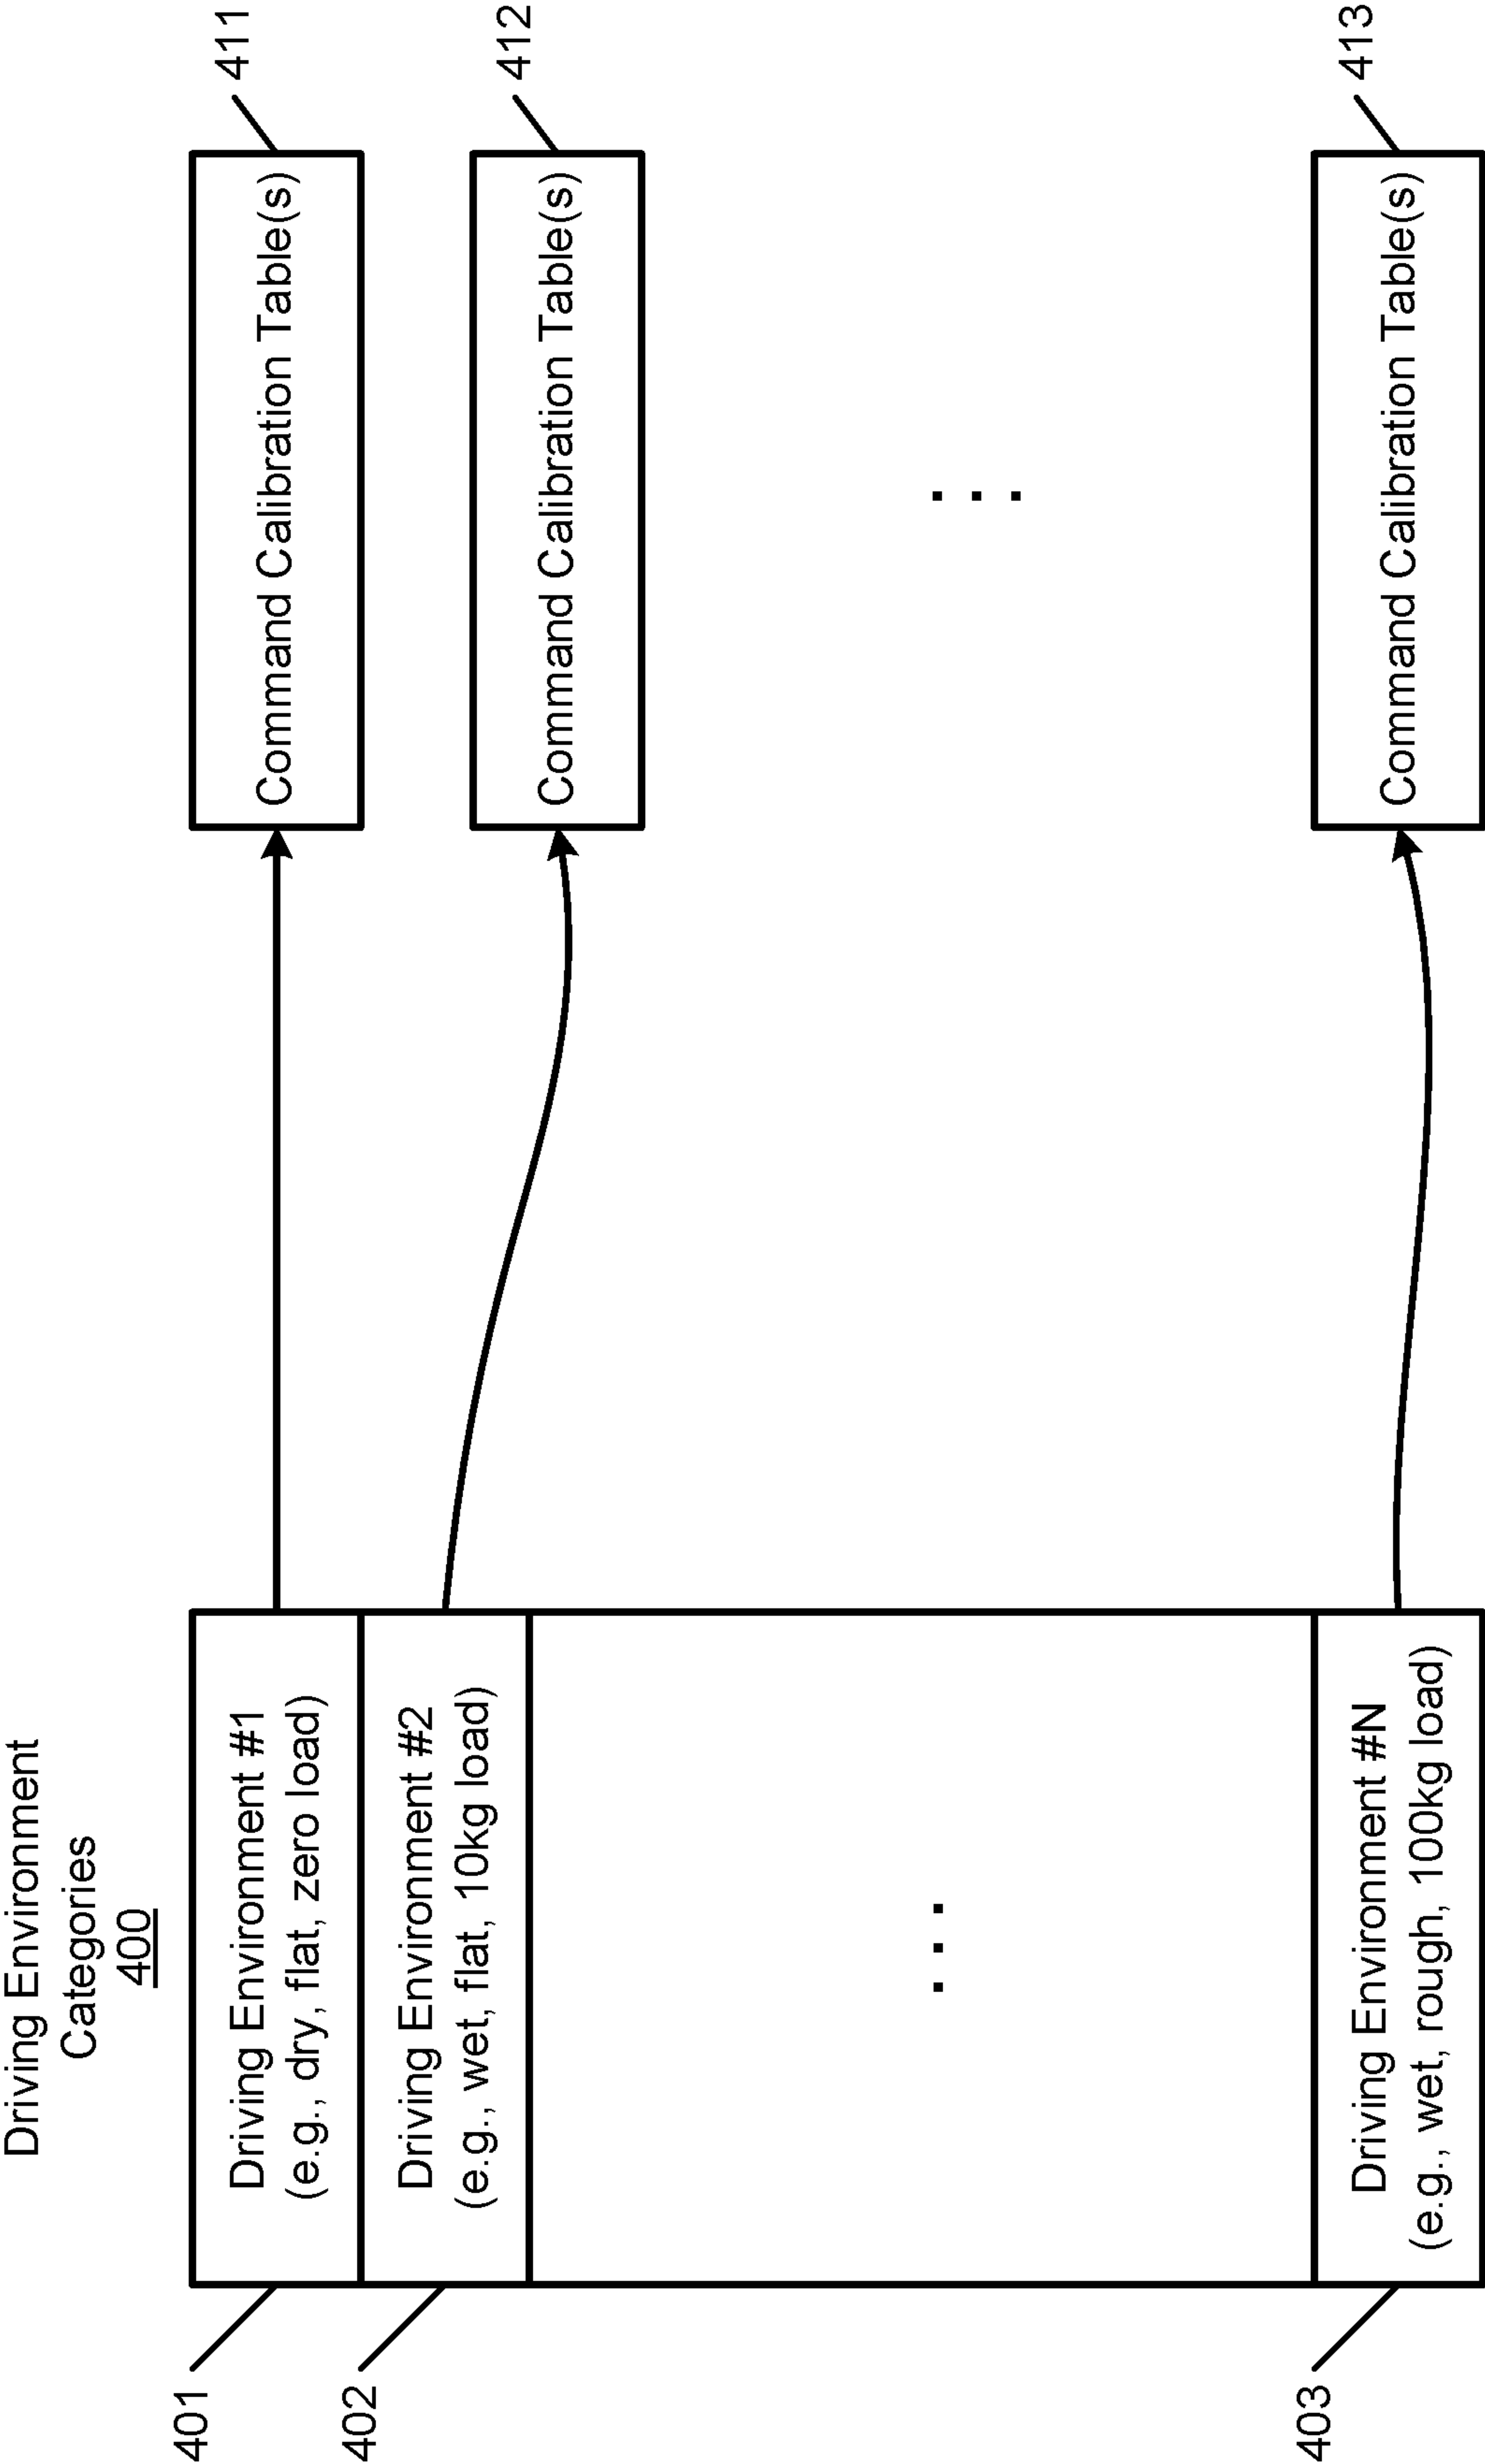 Driving Environment
Categories
400
401
Driving Environment #1
(e.g., dry, flat, zero load)
Command Calibration Table(s)
411
402
Driving Environment #2
(e.g., wet, flat, 10kg load)
Command Calibration Table(s)
412
. . .
. . .
403
Driving Environment #N
(e.g., wet, rough, 100kg load)
Command Calibration Table(s)
413